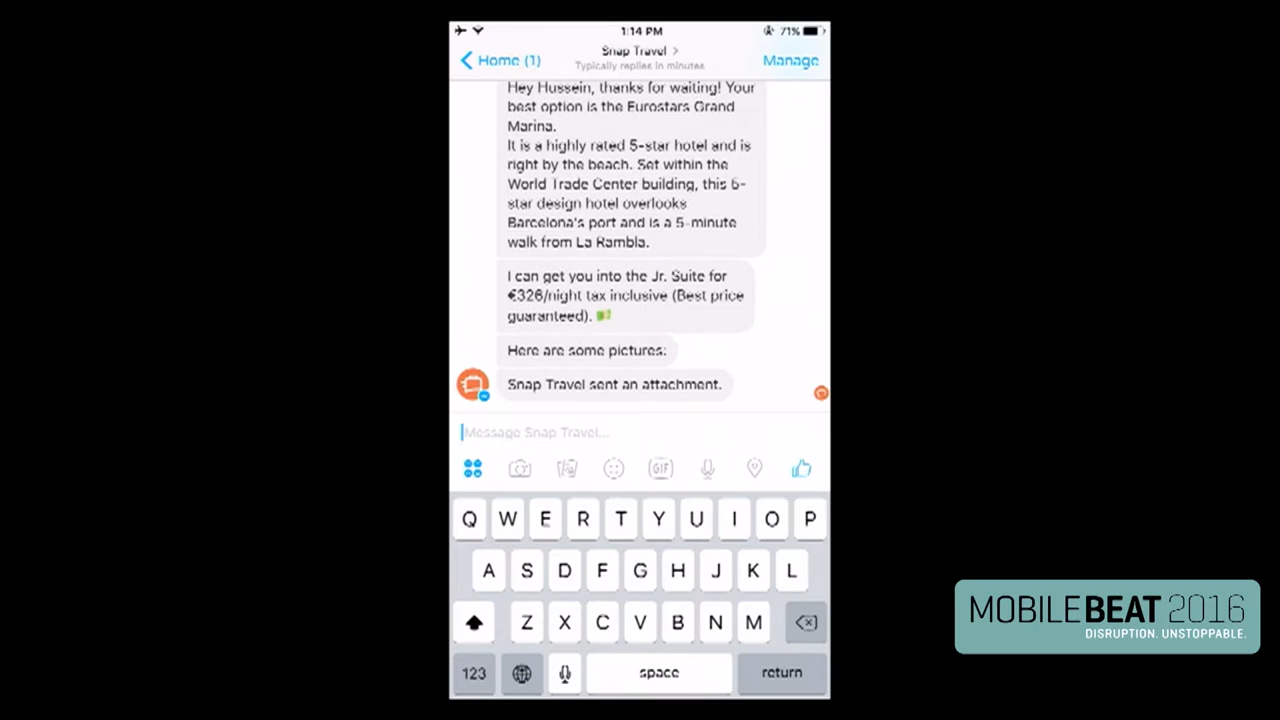 1:14 PM
71%
Home (1)
Snap Travel >
Typically replies in minutes
Manage
Hey Hussein, thanks for waiting! Your
best option is the Eurostars Grand
Marina.
It is a highly rated 5-star hotel and is
right by the beach. Set within the
World Trade Center building, this 5-
star design hotel overlooks
Barcelona's port and is a 5-minute
walk from La Rambla.
I can get you into the Jr. Suite for
€326/night tax inclusive (Best price
guaranteed).
Here are some pictures:
Snap Travel sent an attachment.
Message Snap Travel...
GIF
Q W E R T Y U I O P
A S D F G H J K L
Z X C V B N M
123 space return
MOBILEBEAT 2016
DISRUPTION. UNSTOPPABLE.